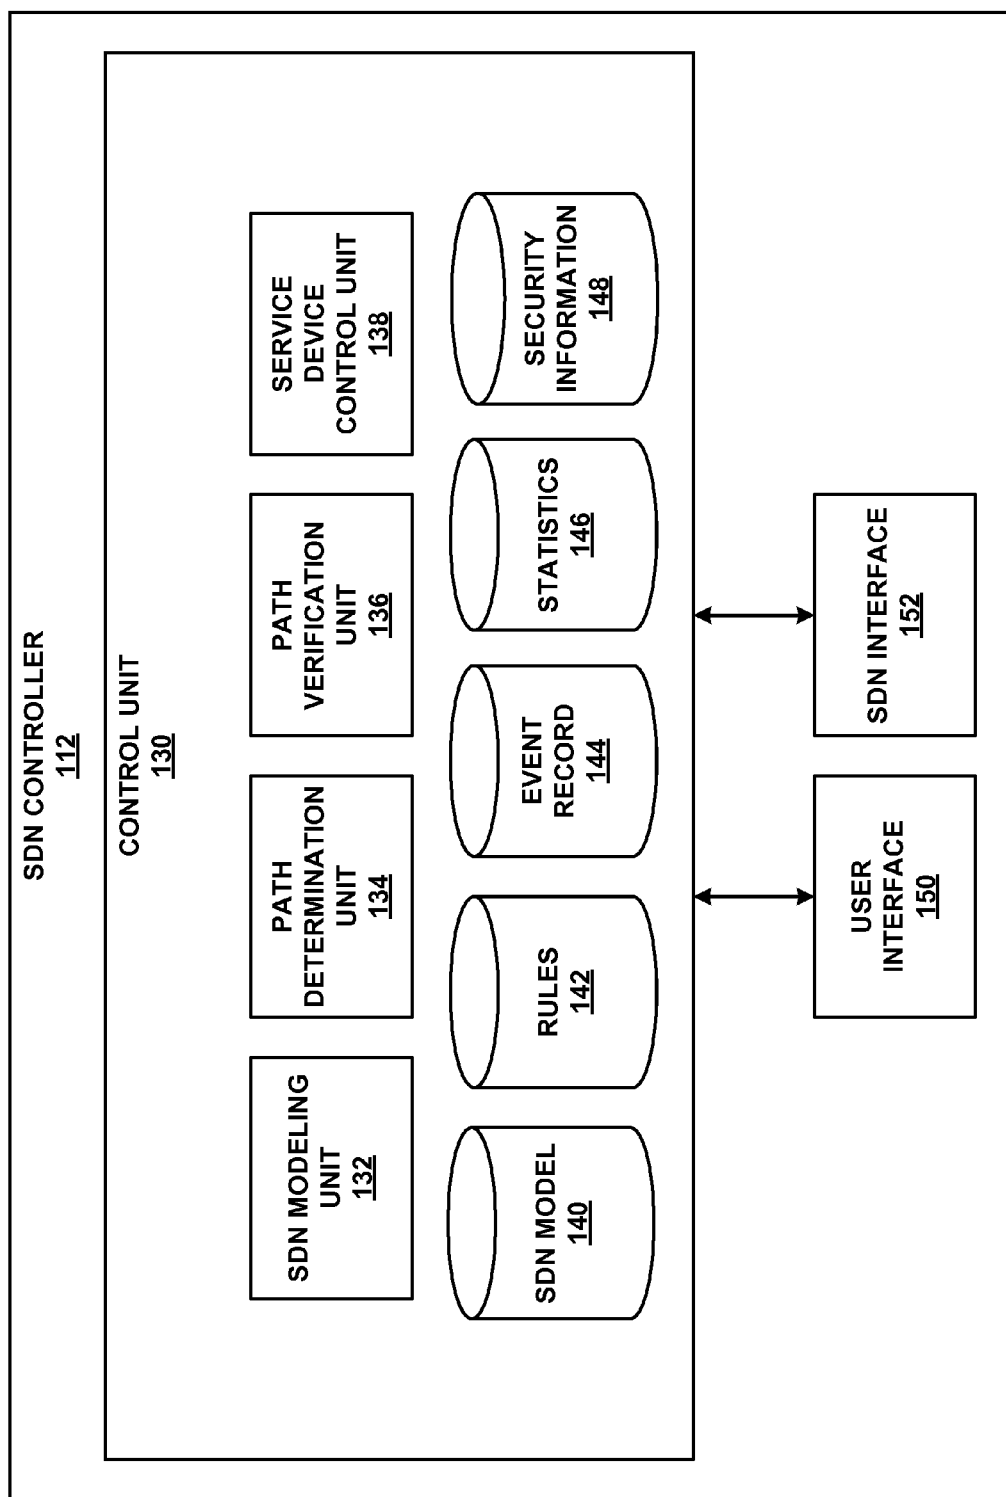 SDN CONTROLLER
112
CONTROL UNIT
130
SDN MODELING
UNIT
132
PATH
DETERMINATION
UNIT
134
PATH
VERIFICATION
UNIT
136
SERVICE
DEVICE
CONTROL UNIT
138
SDN MODEL
140
RULES
142
EVENT
RECORD
144
STATISTICS
146
SECURITY
INFORMATION
148
USER
INTERFACE
150
SDN INTERFACE
152